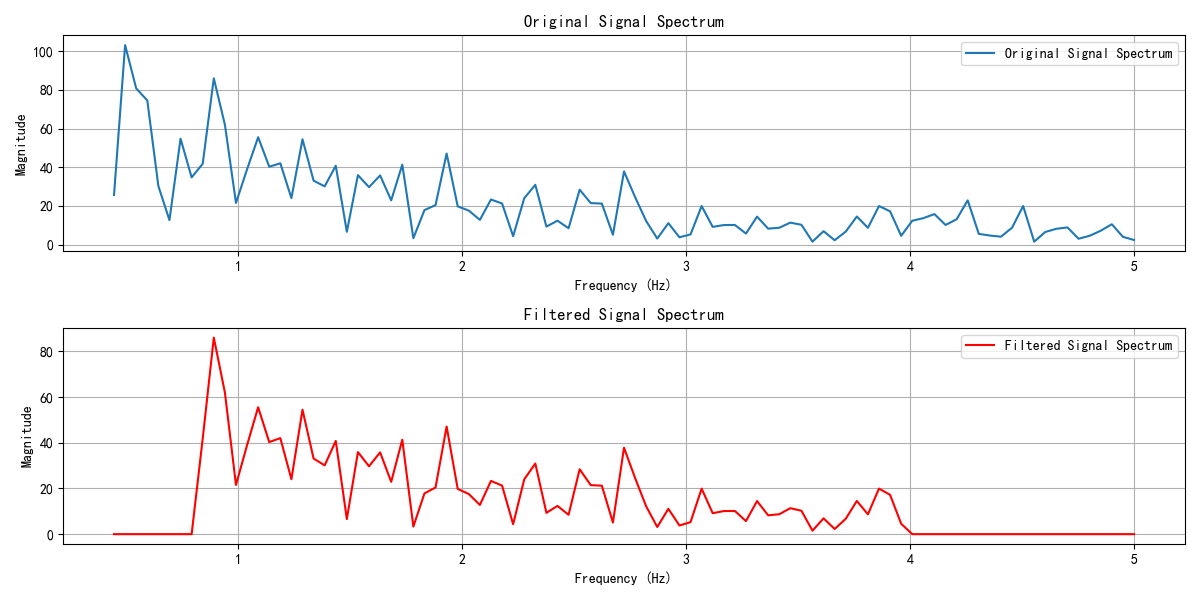 Original Signal Spectrum
Original Signal Spectrum
Magnitude
100
80
60
40
20
0
1
2
3
4
5
Frequency (Hz)
Filtered Signal Spectrum
Filtered Signal Spectrum
Magnitude
80
60
40
20
0
1
2
3
4
5
Frequency (Hz)